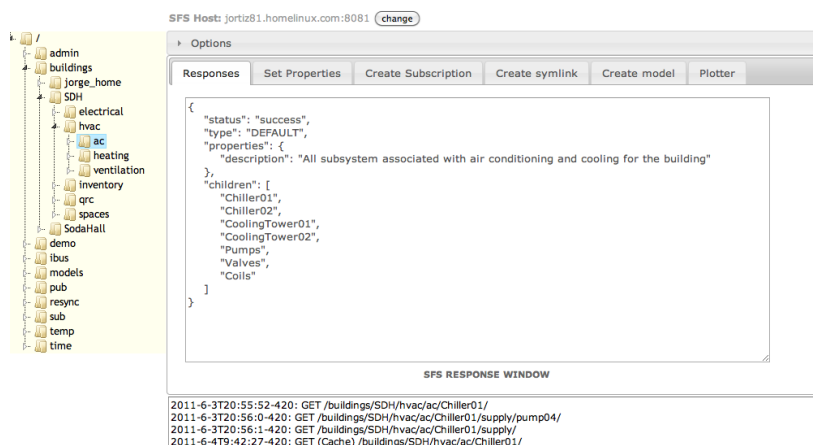 SFS Host: jortiz81.homelinux.com:8081 change
/
admin
buildings
jorge_home
SDH
electrical
hvac
ac
heating
ventilation
inventory
qrc
spaces
SodaHall
demo
ibus
models
pub
resync
sub
temp
time
Options
Responses Set Properties Create Subscription Create symlink Create model Plotter
{
"status": "success",
"type": "DEFAULT",
"properties": {
"description": "All subsystem associated with air conditioning and cooling for the building"
},
"children": [
"Chiller01",
"Chiller02",
"CoolingTower01",
"CoolingTower02",
"Pumps",
"Valves",
"Coils"
]
}
SFS RESPONSE WINDOW
2011-6-3T20:55:52-420: GET /buildings/SDH/hvac/ac/Chiller01/
2011-6-3T20:56:0-420: GET /buildings/SDH/hvac/ac/Chiller01/supply/pump04/
2011-6-3T20:56:1-420: GET /buildings/SDH/hvac/ac/Chiller01/supply/
2011-6-4T9:42:27-420: GET (Cache) /buildings/SDH/hvac/ac/Chiller01/